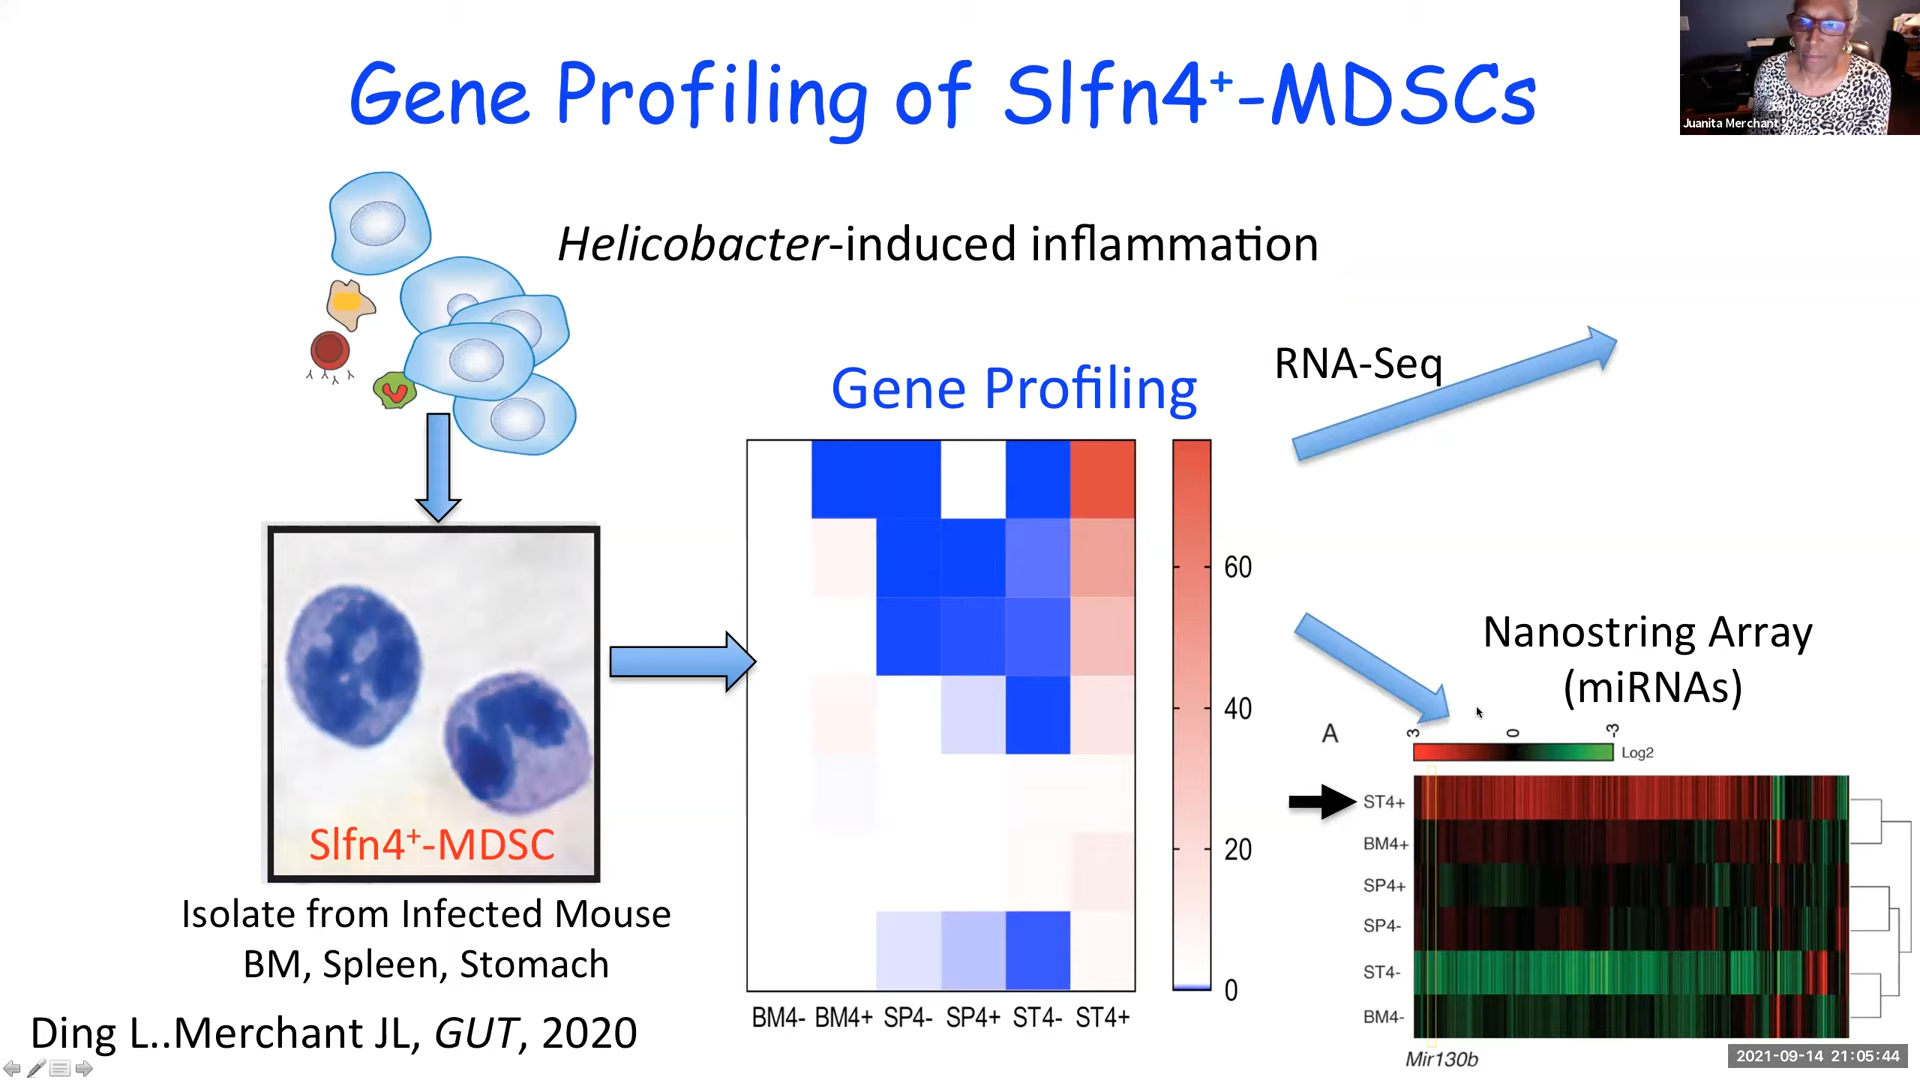 Gene Profiling of Slfn4⁺-MDSCs
Juanita Merchant
Helicobacter-induced inflammation
RNA-Seq
Gene Profiling
60
40
20
0
BM4- BM4+ SP4- SP4+ ST4- ST4+
Slfn4⁺-MDSC
Isolate from Infected Mouse
BM, Spleen, Stomach
Ding L..Merchant JL, GUT, 2020
Nanostring Array
(miRNAs)
A
3 0 -3
Log2
ST4+
BM4+
SP4+
SP4-
ST4-
BM4-
Mir130b
2021-09-14 21:05:44